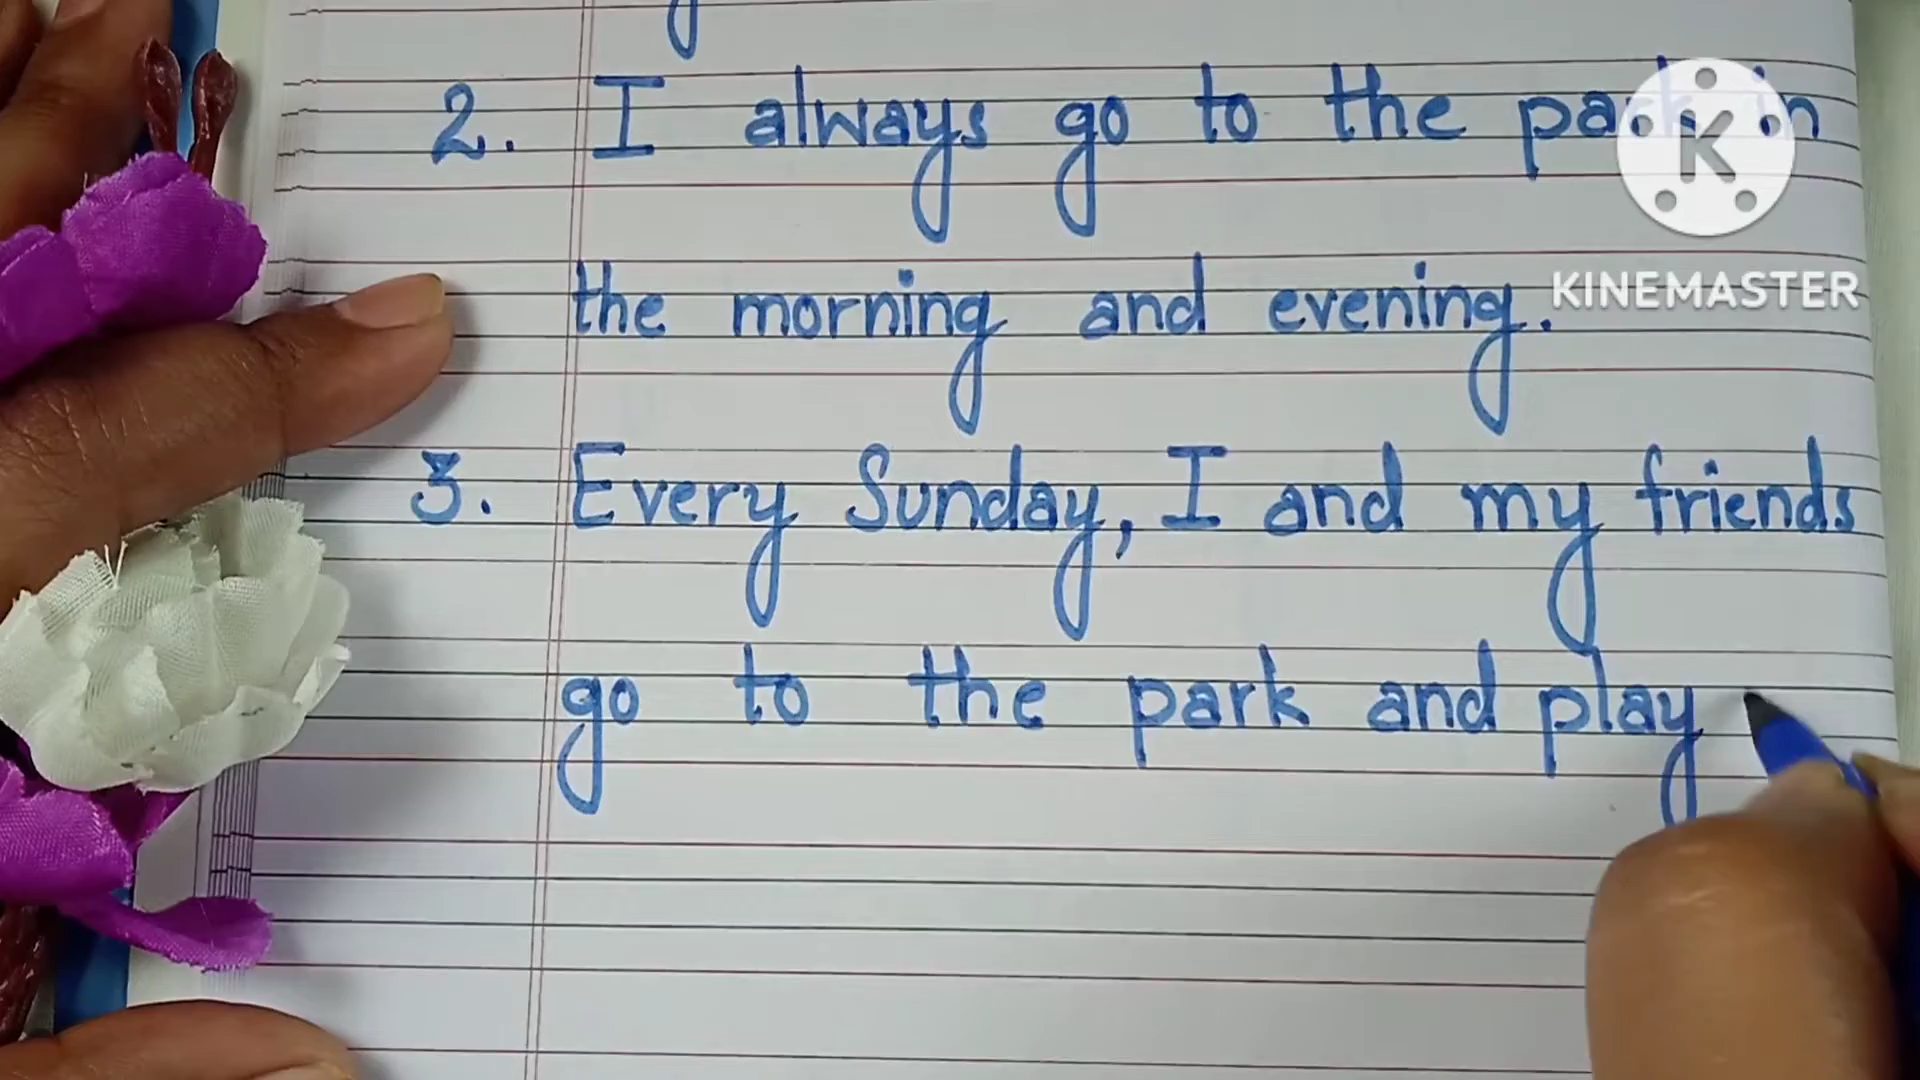 2. I always go to the park in
the morning and evening.
KINEMASTER
3. Every Sunday, I and my friends
go to the park and play